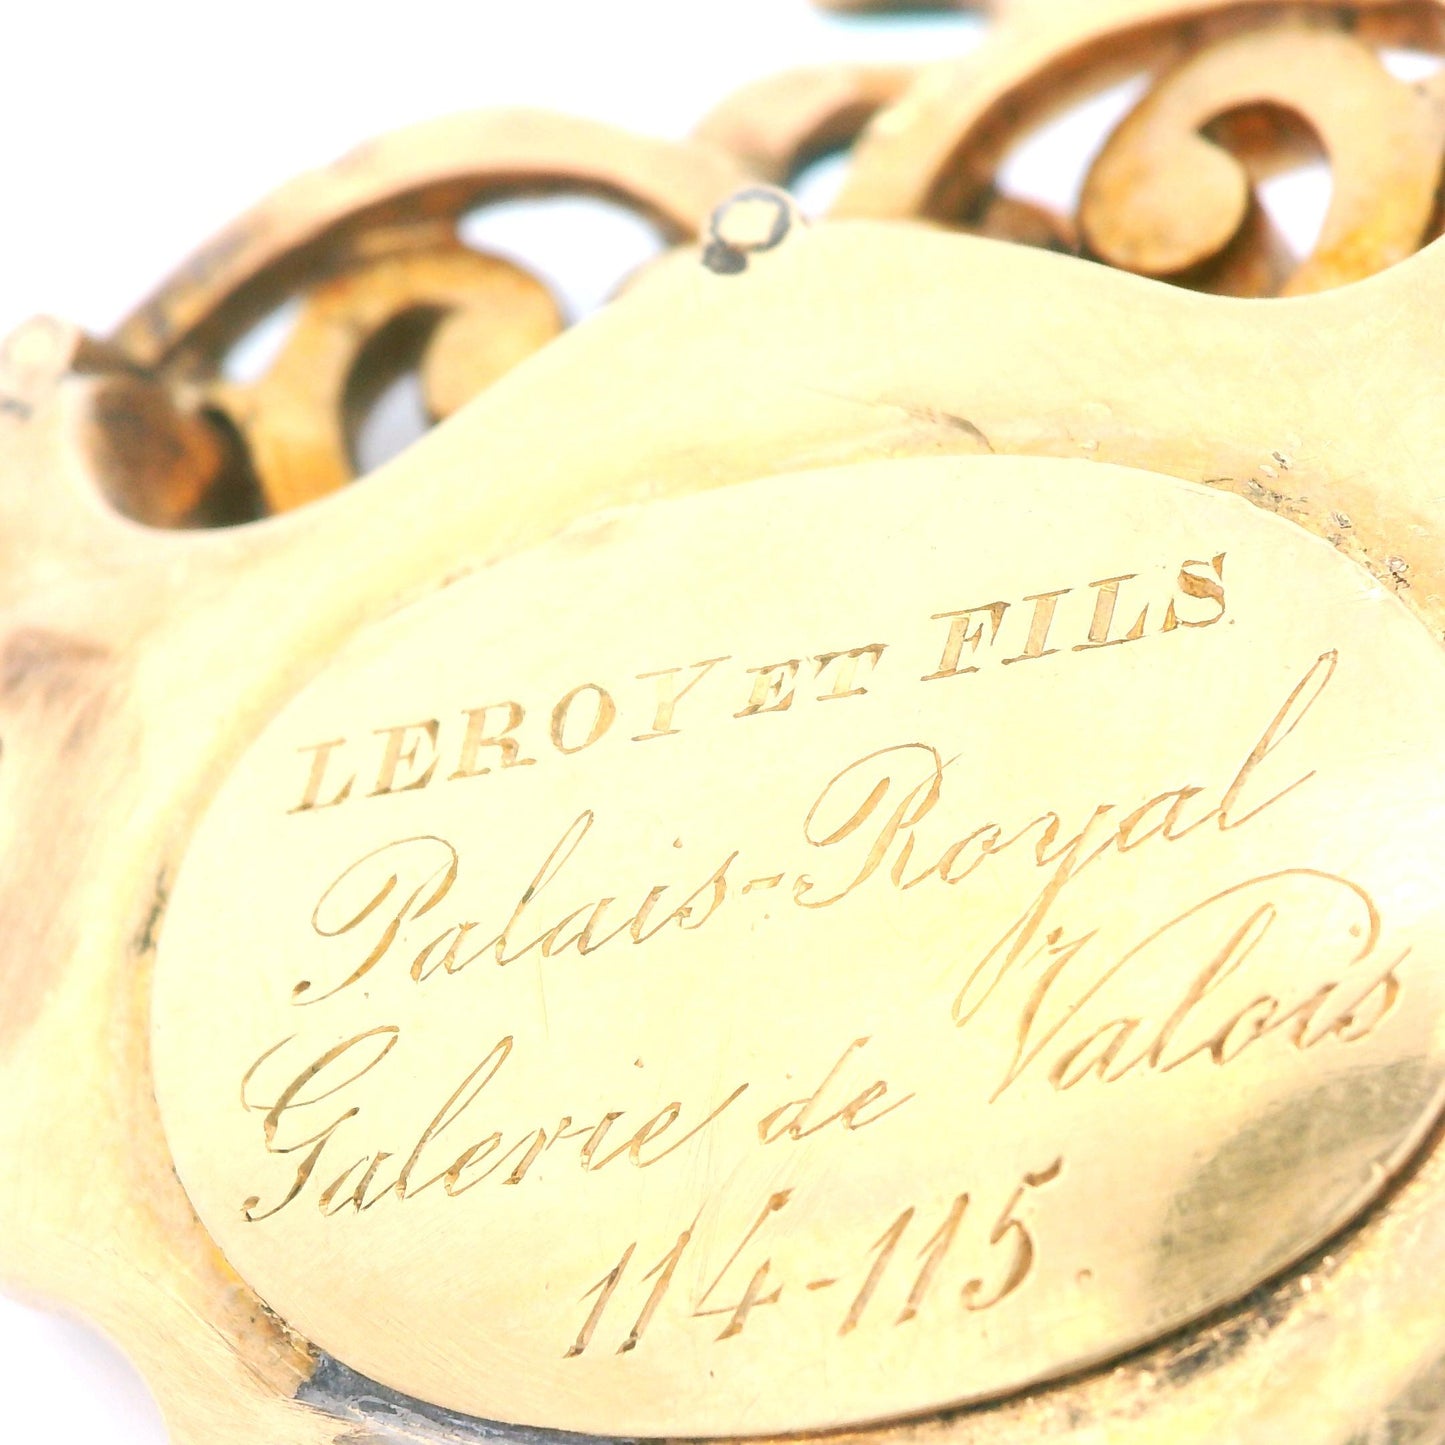 LEROY ET FILS
Palais-Royal
Galerie de Valois
114-115.